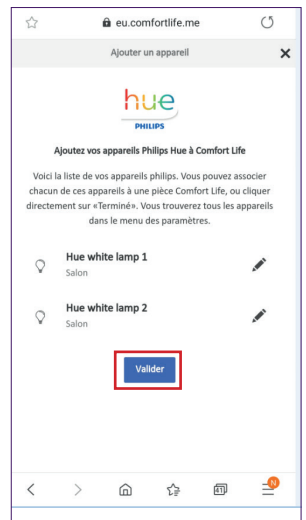 eu.comfortlife.me
Ajouter un appareil
hue
PHILIPS
Ajoutez vos appareils Philips Hue à Comfort Life
Voici la liste de vos appareils philips. Vous pouvez associer
chacun de ces appareils à une pièce Comfort Life, ou cliquer
directement sur «Terminé». Vous trouverez tous les appareils
dans le menu des paramètres.
Hue white lamp 1
Salon
Hue white lamp 2
Salon
Valider
41
N